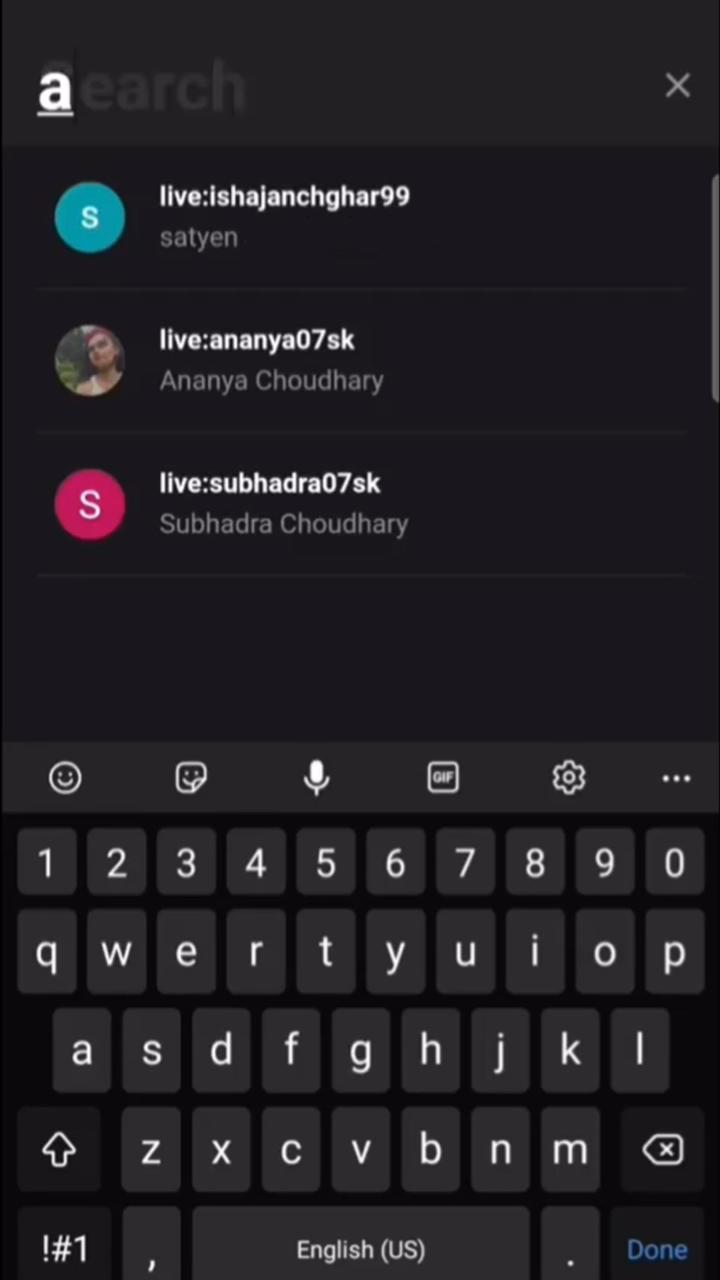 a
Search
S
live:ishajanchghar99
satyen
live:ananya07sk
Ananya Choudhary
S
live:subhadra07sk
Subhadra Choudhary
GIF
1 2 3 4 5 6 7 8 9 0
q w e r t y u i o p
a s d f g h j k l
z x c v b n m
!#1 , English (US) . Done